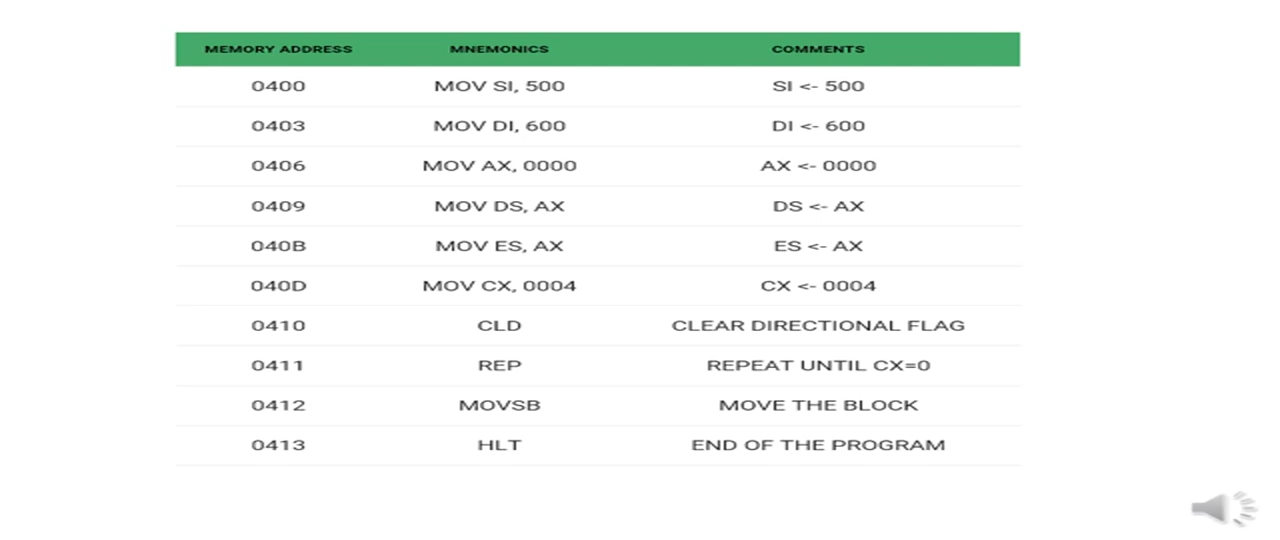 MEMORY ADDRESS MNEMONICS COMMENTS
0400 MOV SI, 500 SI <- 500
0403 MOV DI, 600 DI <- 600
0406 MOV AX, 0000 AX <- 0000
0409 MOV DS, AX DS <- AX
040B MOV ES, AX ES <- AX
040D MOV CX, 0004 CX <- 0004
0410 CLD CLEAR DIRECTIONAL FLAG
0411 REP REPEAT UNTIL CX=0
0412 MOVSB MOVE THE BLOCK
0413 HLT END OF THE PROGRAM